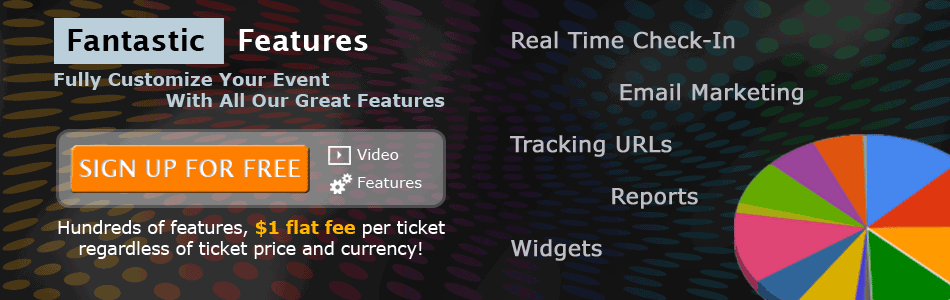 Fantastic Features
Fully Customize Your Event
With All Our Great Features
SIGN UP FOR FREE
Video
Features
Hundreds of features, $1 flat fee per ticket
regardless of ticket price and currency!
Real Time Check-In
Email Marketing
Tracking URLs
Reports
Widgets